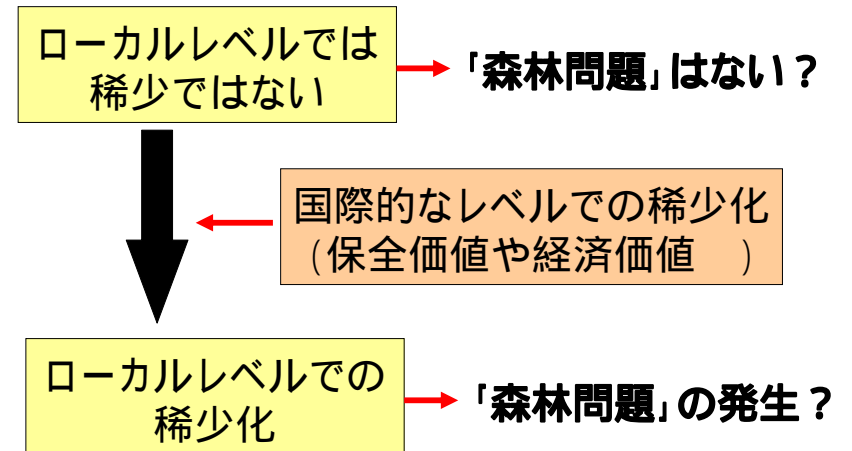 ローカルレベルでは
稀少ではない
「森林問題」はない？
国際的なレベルでの稀少化
（保全価値や経済価値　）
ローカルレベルでの
稀少化
「森林問題」の発生？